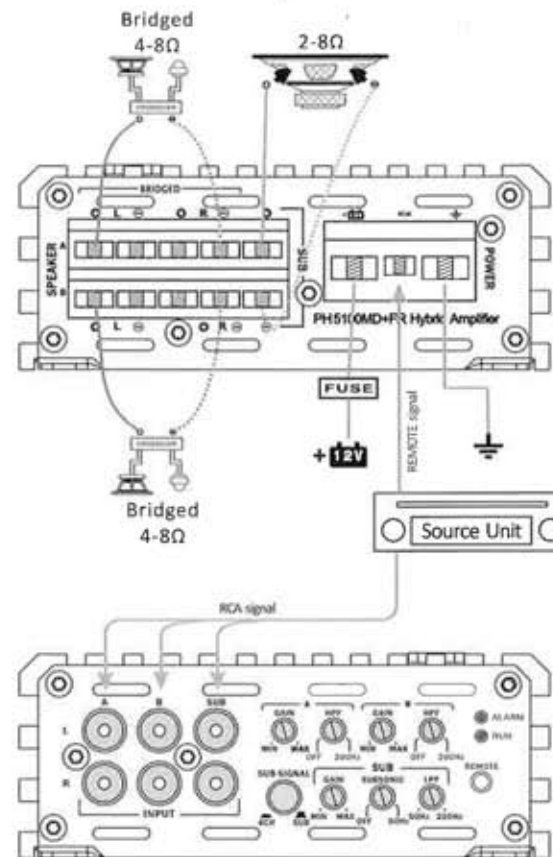 Bridged
4-8Ω
2-8Ω
BRIDGED
L ⊖ R ⊖
SPEAKER
A
B
SUB
POWER
L ⊖ R ⊖
PH5100MD+FR Hybrid Amplifier
FUSE
+ 12V
REMOTE signal
Bridged
4-8Ω
Source Unit
RCA signal
A B SUB
L
R
INPUT
A B
GAIN HPF GAIN HPF
MIN MAX OFF 200Hz MIN MAX OFF 200Hz
ALARM
RUN
SUB
SUB SIGNAL GAIN SUBSONIC LPF REMOTE
4CH SUB MIN MAX OFF 50Hz 50Hz 200Hz